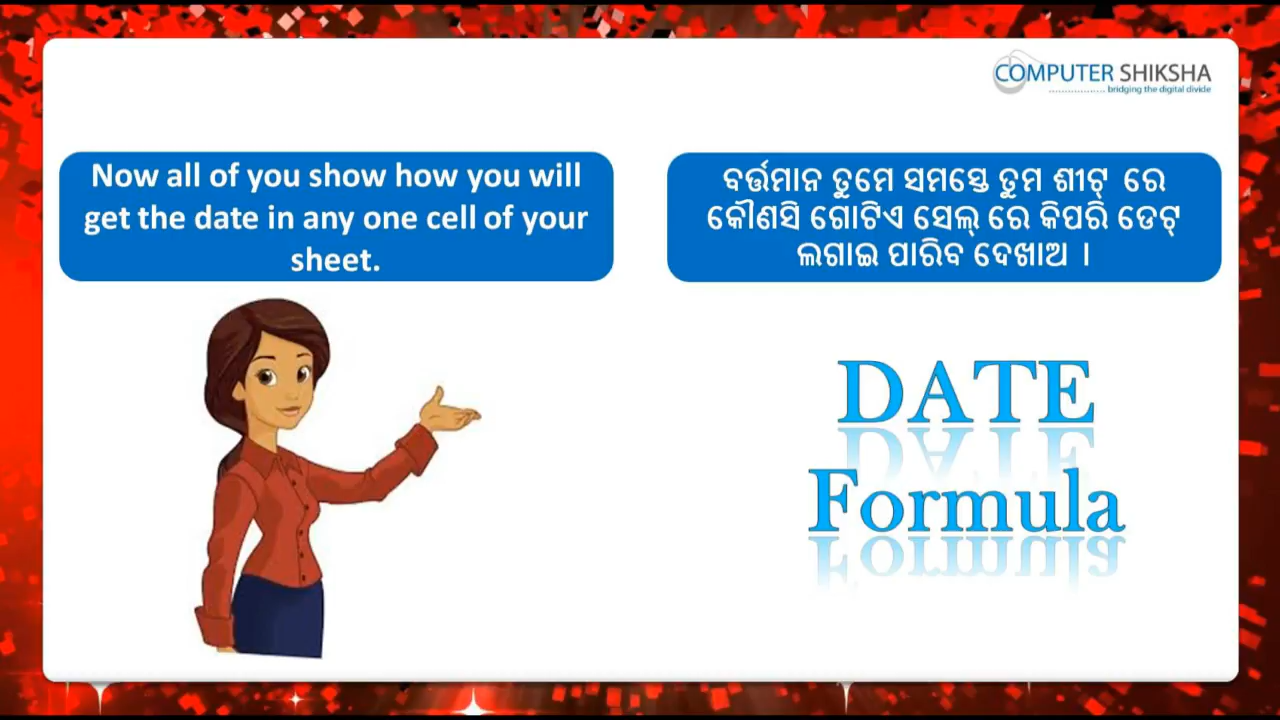 COMPUTER SHIKSHA
bridging the digital divide
Now all of you show how you will
get the date in any one cell of your
sheet.
ବର୍ତ୍ତମାନ ତୁମେ ସମସ୍ତେ ତୁମ ଶୀଟ୍ ରେ
କୌଣସି ଗୋଟିଏ ସେଲ୍ ରେ କିପରି ଡେଟ୍
ଲଗାଇ ପାରିବ ଦେଖାଅ ।
DATE
Formula